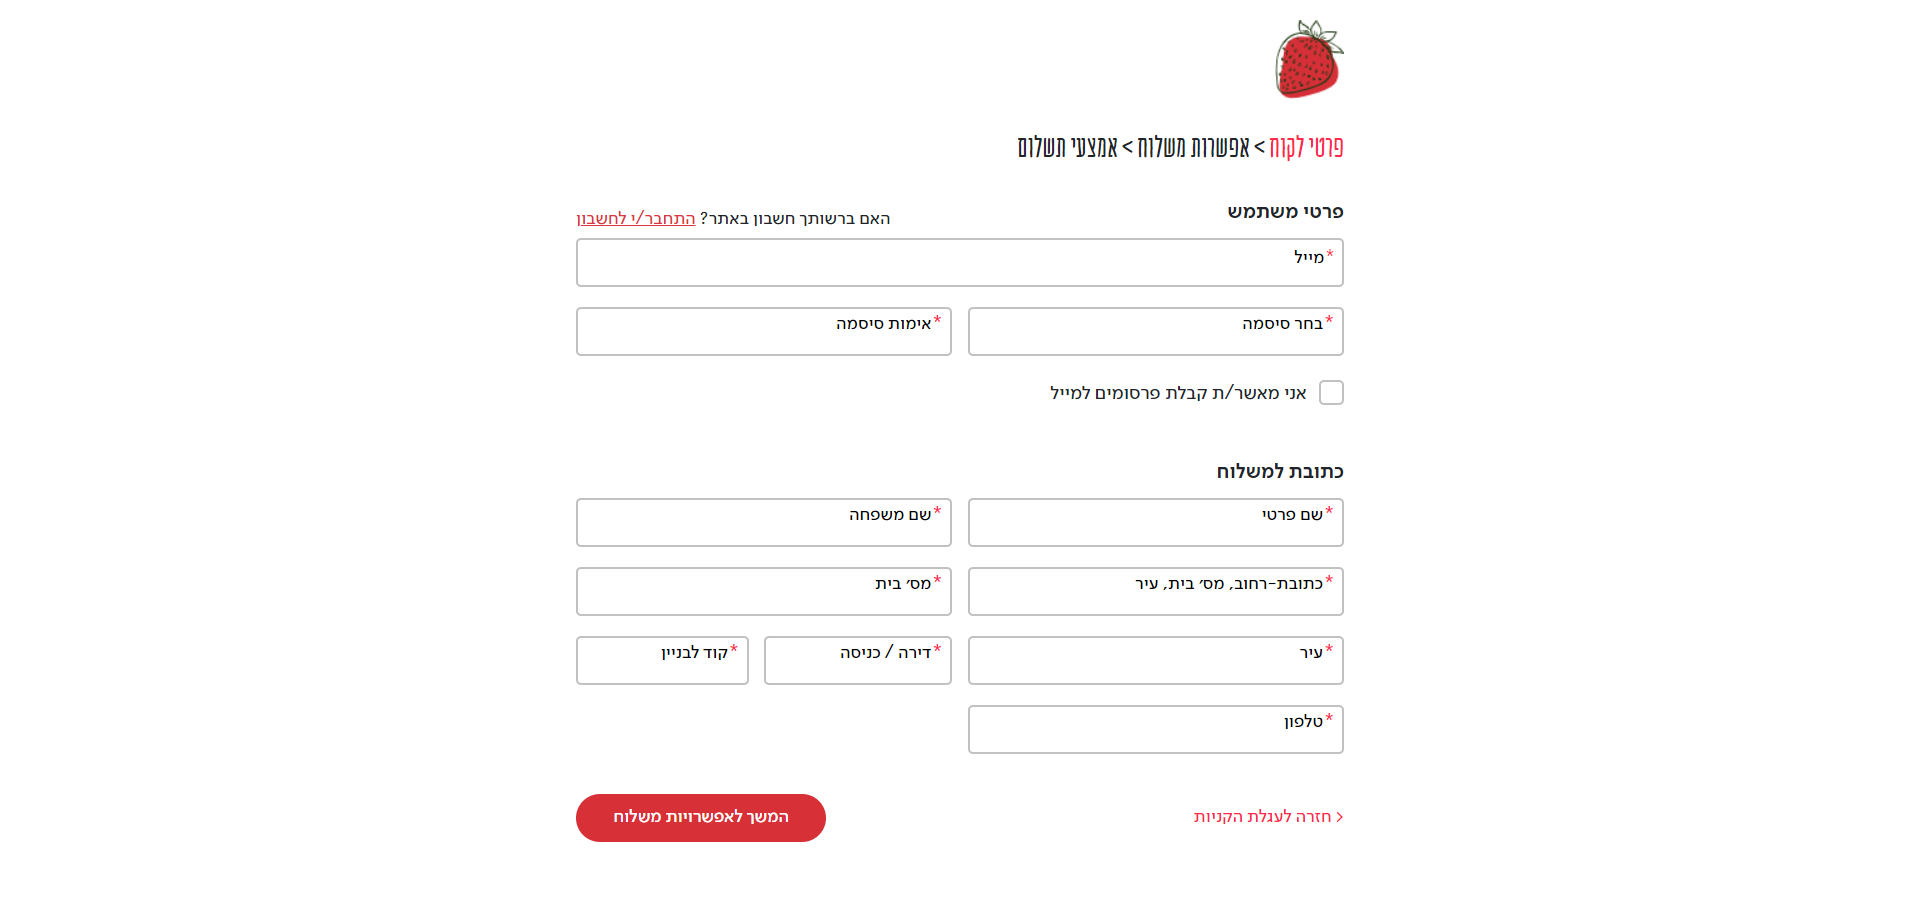 פרטי לקוח > אפשרות משלוח > אמצעי תשלום
פרטי משתמש
האם ברשותך חשבון באתר? התחבר/י לחשבון
*מייל
*בחר סיסמה
*אימות סיסמה
אני מאשר/ת קבלת פרסומים למייל
כתובת למשלוח
*שם פרטי
*שם משפחה
*כתובת-רחוב, מס׳ בית, עיר
*מס׳ בית
*עיר
*דירה / כניסה
*קוד לבניין
*טלפון
< חזרה לעגלת הקניות
המשך לאפשרויות משלוח